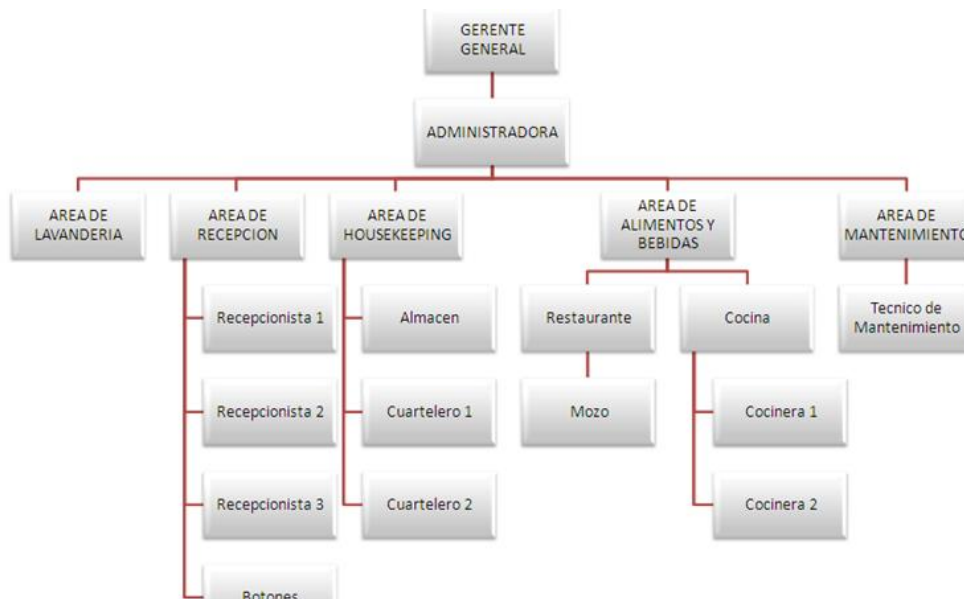 GERENTE
GENERAL
ADMINISTRADORA
AREA DE
LAVANDERIA
AREA DE
RECEPCION
AREA DE
HOUSEKEEPING
AREA DE
ALIMENTOS Y
BEBIDAS
AREA DE
MANTENIMIENTO
Recepcionista 1
Almacen
Restaurante
Cocina
Tecnico de
Mantenimiento
Recepcionista 2
Cuartelero 1
Mozo
Cocinera 1
Recepcionista 3
Cuartelero 2
Cocinera 2
Botones